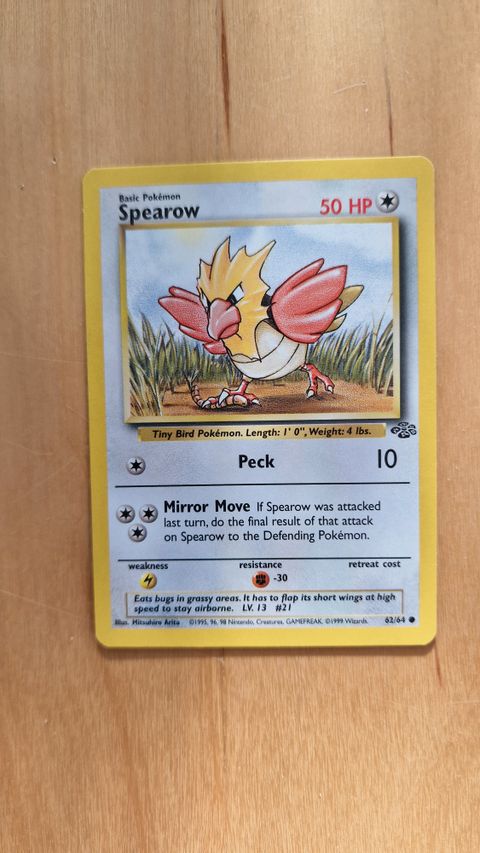 Basic Pokémon
Spearow 50 HP
Tiny Bird Pokémon. Length: 1' 0", Weight: 4 lbs.
Peck 10
Mirror Move If Spearow was attacked
last turn, do the final result of that attack
on Spearow to the Defending Pokémon.
weakness resistance retreat cost
-30
Eats bugs in grassy areas. It has to flap its short wings at high
speed to stay airborne. LV. 13 #21
Illus. Mitsuhiro Arita ©1995, 96, 98 Nintendo, Creatures, GAMEFREAK. ©1999 Wizards. 62/64